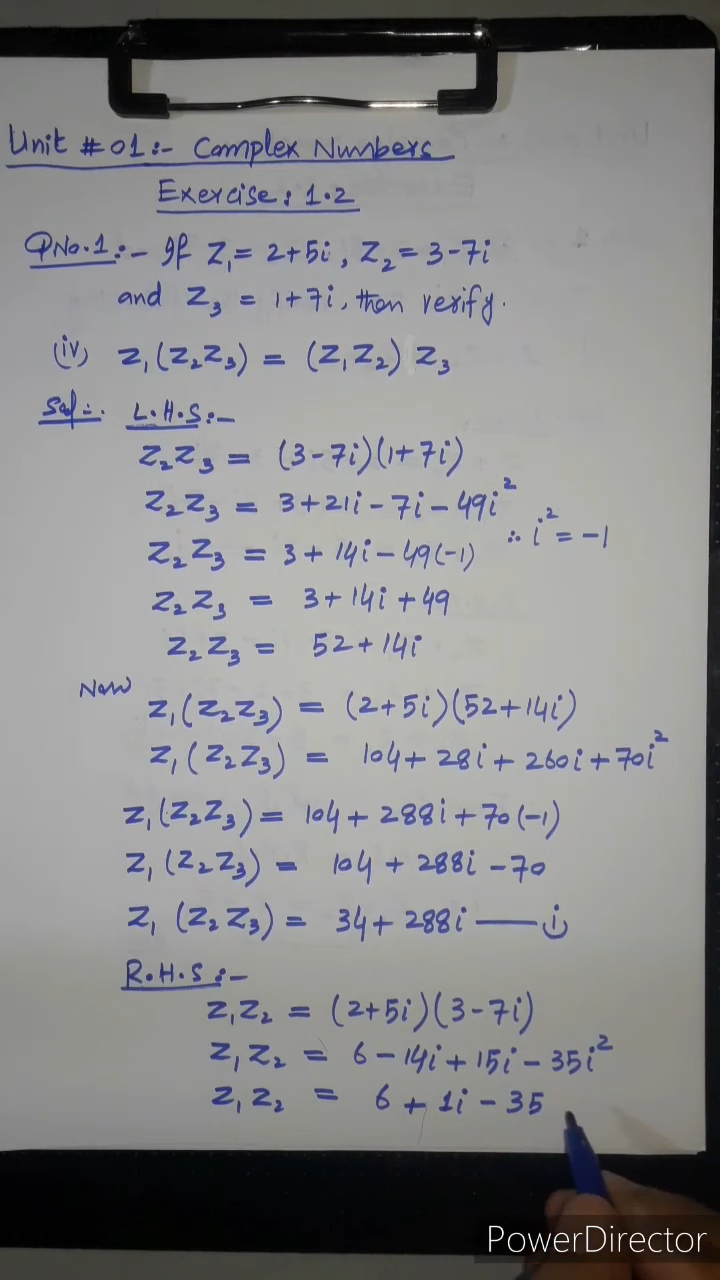 Unit # 01:- Complex Numbers
Exercise: 1.2
QNo.1:- If Z₁ = 2+5i, Z₂ = 3-7i
and Z₃ = 1+7i, then verify.
(iv) Z₁(Z₂Z₃) = (Z₁Z₂) Z₃
Sol:- L.H.S:-
Z₂Z₃ = (3-7i)(1+7i)
Z₂Z₃ = 3+21i-7i-49i²
Z₂Z₃ = 3+14i-49(-1) ∴ i² = -1
Z₂Z₃ = 3+14i+49
Z₂Z₃ = 52+14i
Now Z₁(Z₂Z₃) = (2+5i)(52+14i)
Z₁(Z₂Z₃) = 104+28i+260i+70i²
Z₁(Z₂Z₃) = 104+288i+70(-1)
Z₁(Z₂Z₃) = 104+288i-70
Z₁(Z₂Z₃) = 34+288i — i
R.H.S:-
Z₁Z₂ = (2+5i)(3-7i)
Z₁Z₂ = 6-14i+15i-35i²
Z₁Z₂ = 6+1i-35
PowerDirector